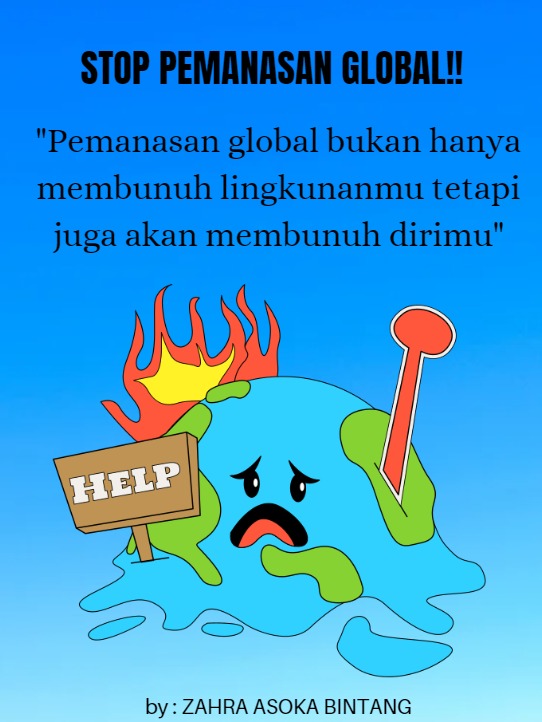 STOP PEMANASAN GLOBAL!!
"Pemanasan global bukan hanya
membunuh lingkunanmu tetapi
juga akan membunuh dirimu"
HELP
by : ZAHRA ASOKA BINTANG